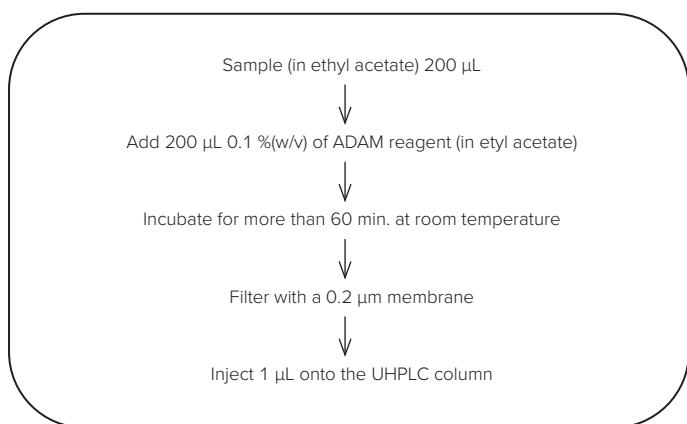 Sample (in ethyl acetate) 200 µL
Add 200 µL 0.1 %(w/v) of ADAM reagent (in etyl acetate)
Incubate for more than 60 min. at room temperature
Filter with a 0.2 µm membrane
Inject 1 µL onto the UHPLC column